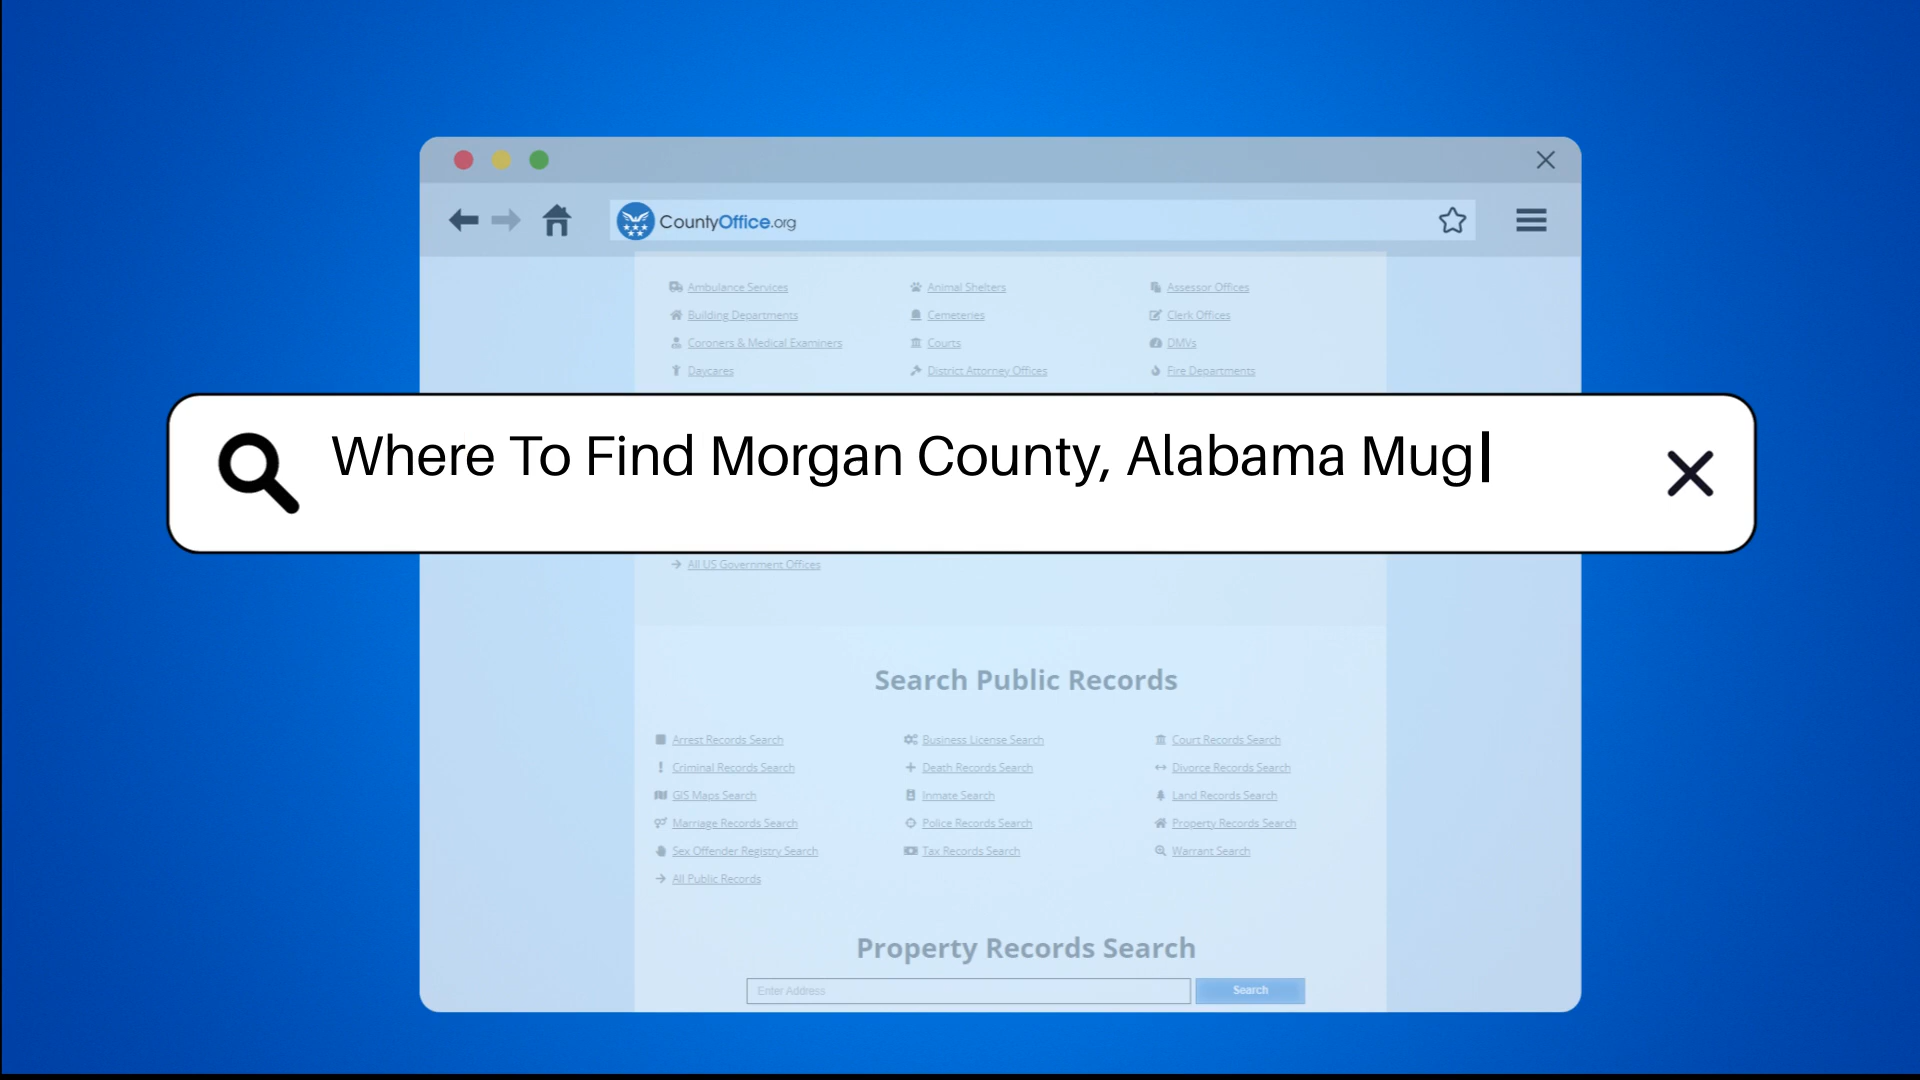 CountyOffice.org
Ambulance Services Animal Shelters Assessor Offices
Building Departments Cemeteries Clerk Offices
Coroners & Medical Examiners Courts DMVs
Daycares District Attorney Offices Fire Departments
Where To Find Morgan County, Alabama Mug
All US Government Offices
Search Public Records
Arrest Records Search Business License Search Court Records Search
Criminal Records Search Death Records Search Divorce Records Search
GIS Maps Search Inmate Search Land Records Search
Marriage Records Search Police Records Search Property Records Search
Sex Offender Registry Search Tax Records Search Warrant Search
All Public Records
Property Records Search
Enter Address Search